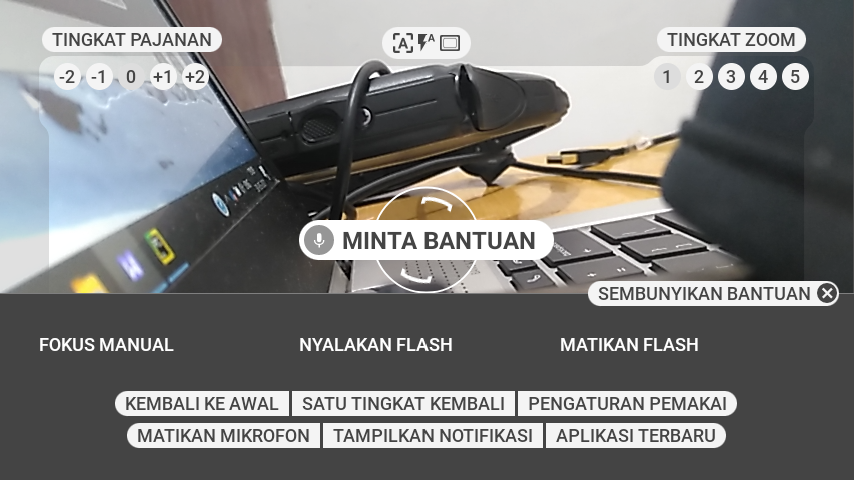 TINGKAT PAJANAN
A
A
TINGKAT ZOOM
-2 -1 0 +1 +2
1 2 3 4 5
MINTA BANTUAN
SEMBUNYIKAN BANTUAN
FOKUS MANUAL
NYALAKAN FLASH
MATIKAN FLASH
KEMBALI KE AWAL
SATU TINGKAT KEMBALI
PENGATURAN PEMAKAI
MATIKAN MIKROFON
TAMPILKAN NOTIFIKASI
APLIKASI TERBARU